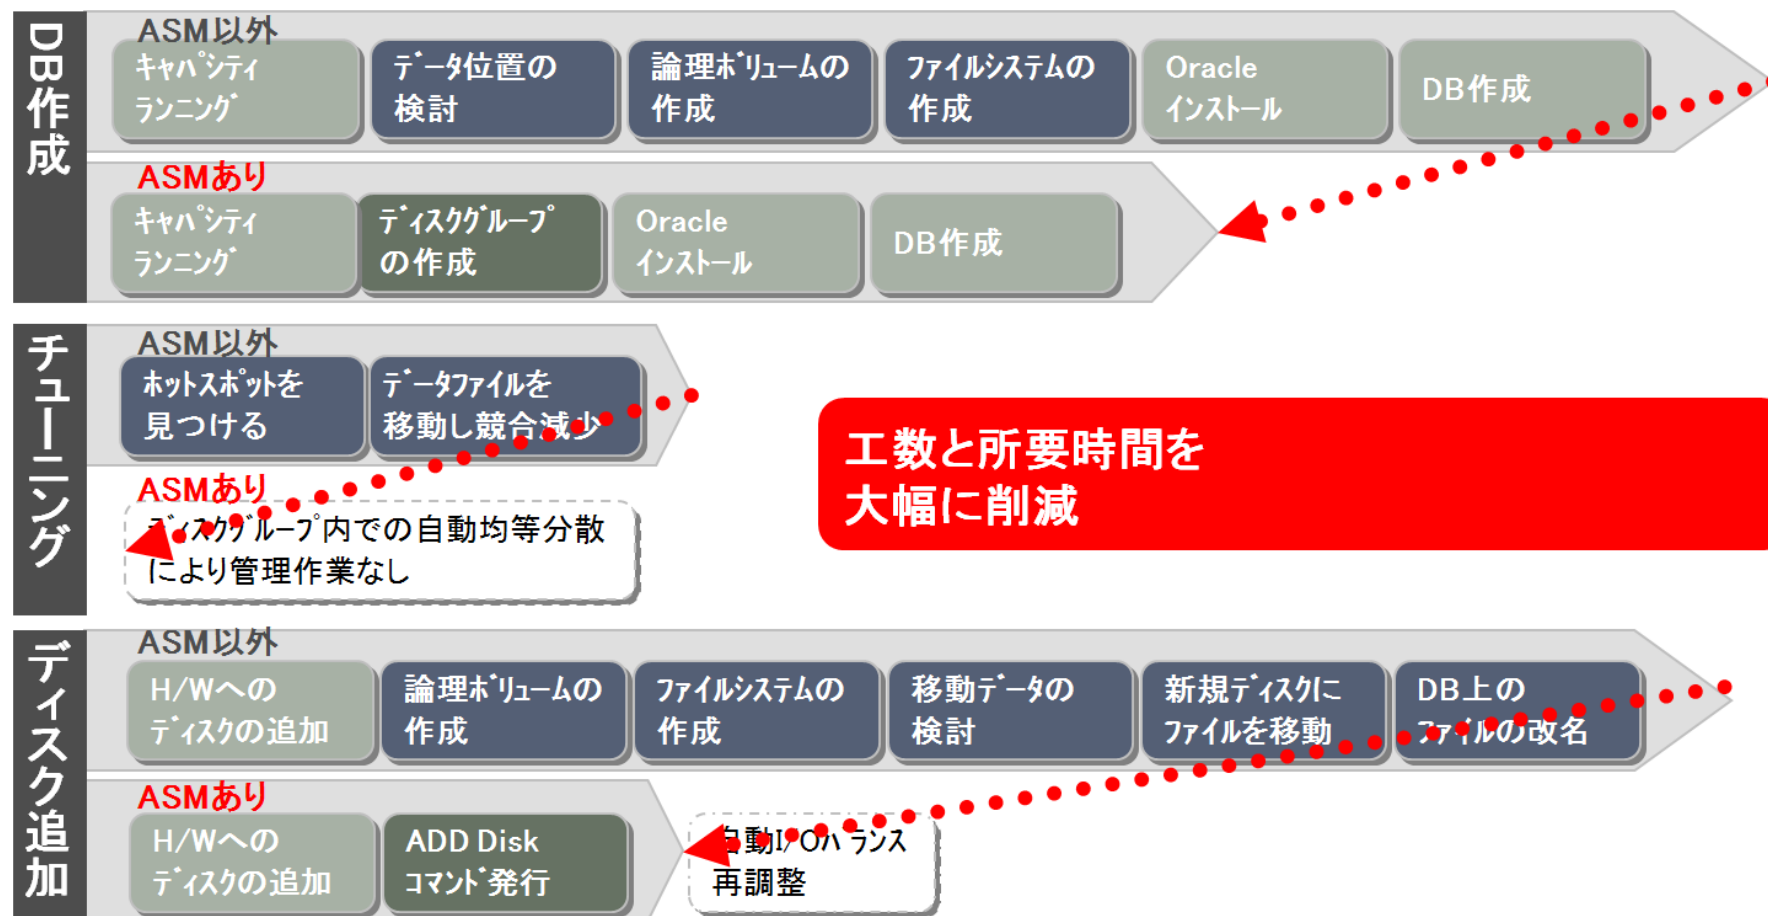 DB作成
ASM以外
キャパシティ
ランニング
データ位置の
検討
論理ボリュームの
作成
ファイルシステムの
作成
Oracle
インストール
DB作成
ASMあり
キャパシティ
ランニング
ディスクグループ
の作成
Oracle
インストール
DB作成
チューニング
ASM以外
ホットスポットを
見つける
データファイルを
移動し競合減少
ASMあり
ディスクグループ内での自動均等分散
により管理作業なし
工数と所要時間を
大幅に削減
ディスク追加
ASM以外
H/Wへの
ディスクの追加
論理ボリュームの
作成
ファイルシステムの
作成
移動データの
検討
新規ディスクに
ファイルを移動
DB上の
ファイルの改名
ASMあり
H/Wへの
ディスクの追加
ADD Disk
コマンド発行
自動I/Oバランス
再調整